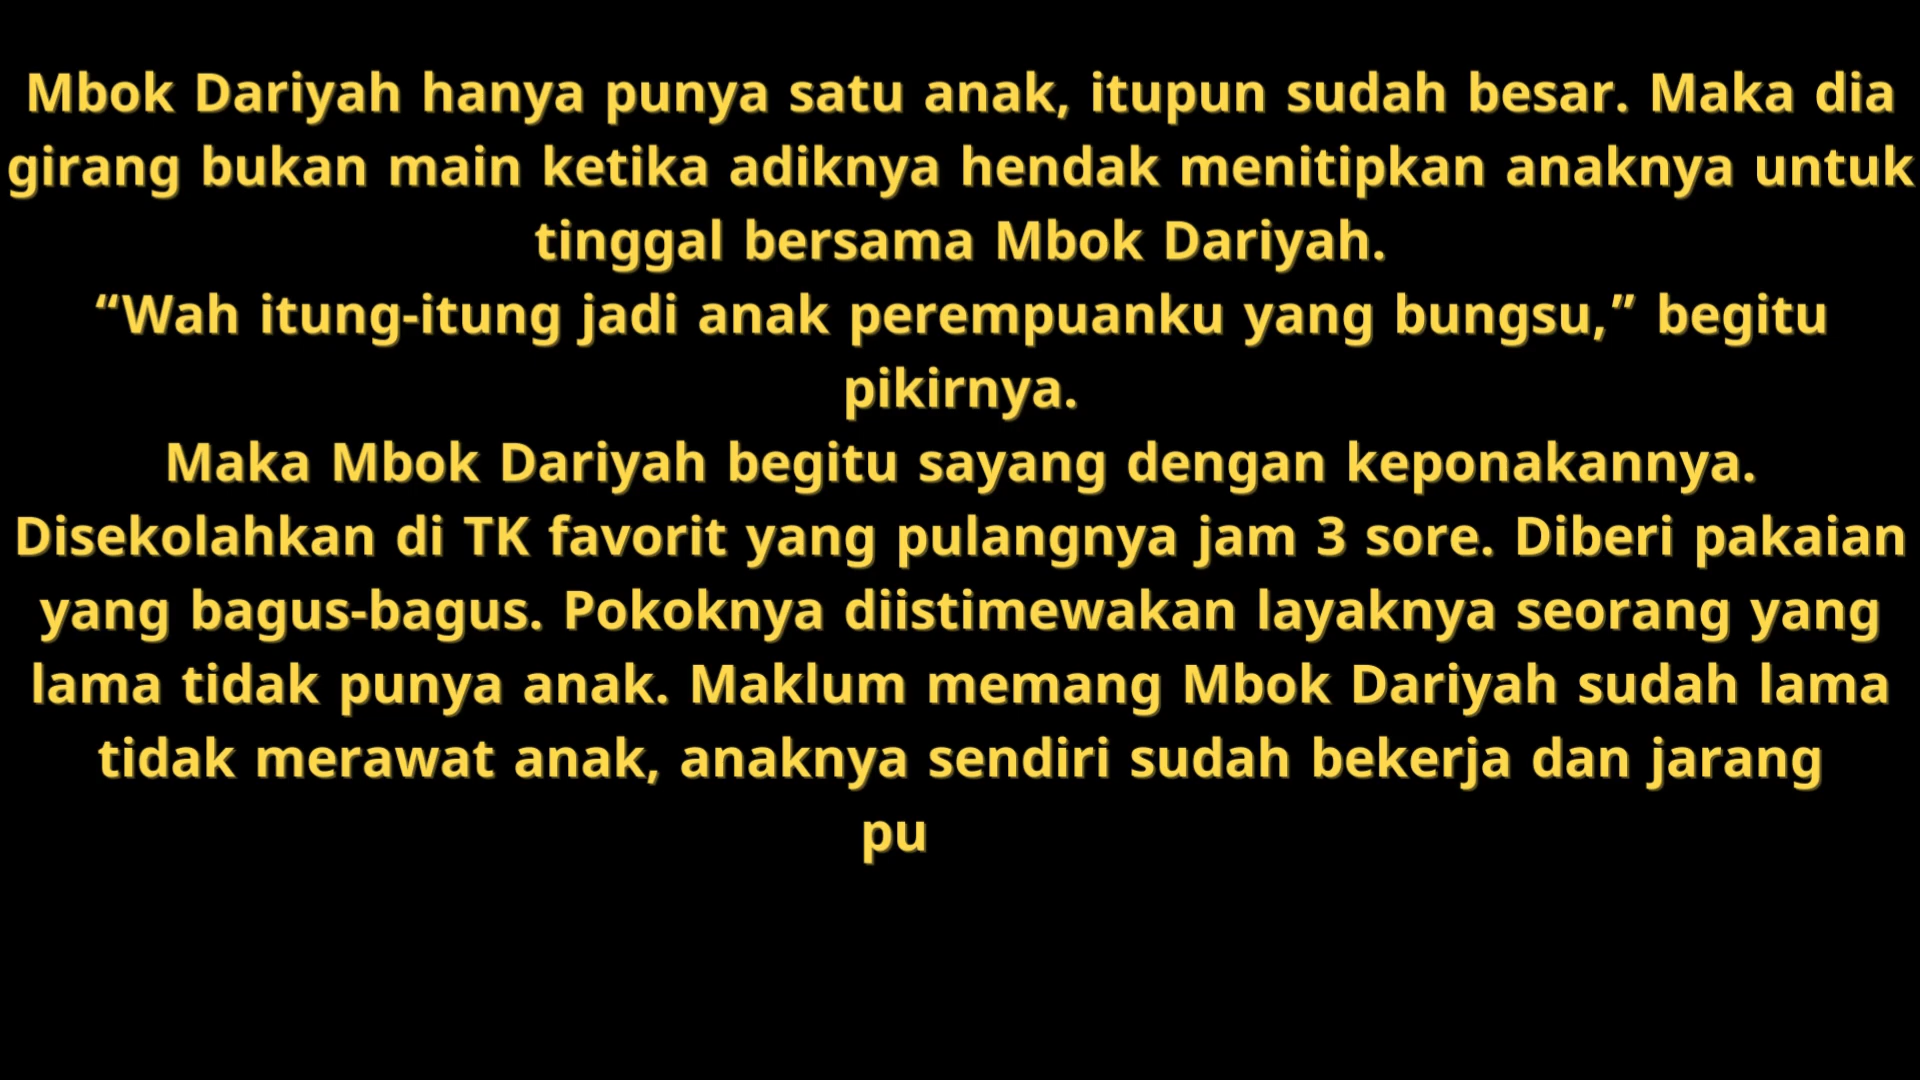 Mbok Dariyah hanya punya satu anak, itupun sudah besar. Maka dia
girang bukan main ketika adiknya hendak menitipkan anaknya untuk
tinggal bersama Mbok Dariyah.
“Wah itung-itung jadi anak perempuanku yang bungsu,” begitu
pikirnya.
Maka Mbok Dariyah begitu sayang dengan keponakannya.
Disekolahkan di TK favorit yang pulangnya jam 3 sore. Diberi pakaian
yang bagus-bagus. Pokoknya diistimewakan layaknya seorang yang
lama tidak punya anak. Maklum memang Mbok Dariyah sudah lama
tidak merawat anak, anaknya sendiri sudah bekerja dan jarang
pu